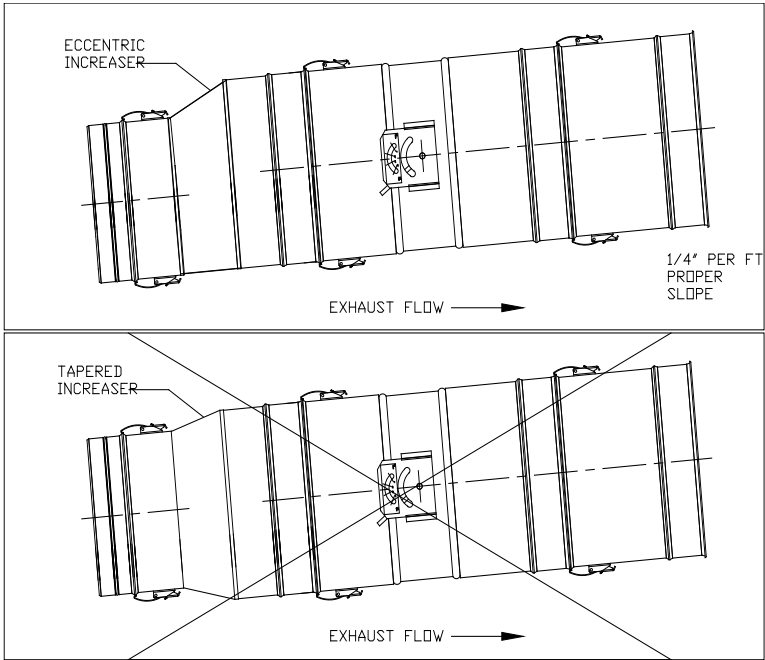 ECCENTRIC
INCREASER
1/4" PER FT
PROPER
SLOPE
EXHAUST FLOW
TAPERED
INCREASER
EXHAUST FLOW